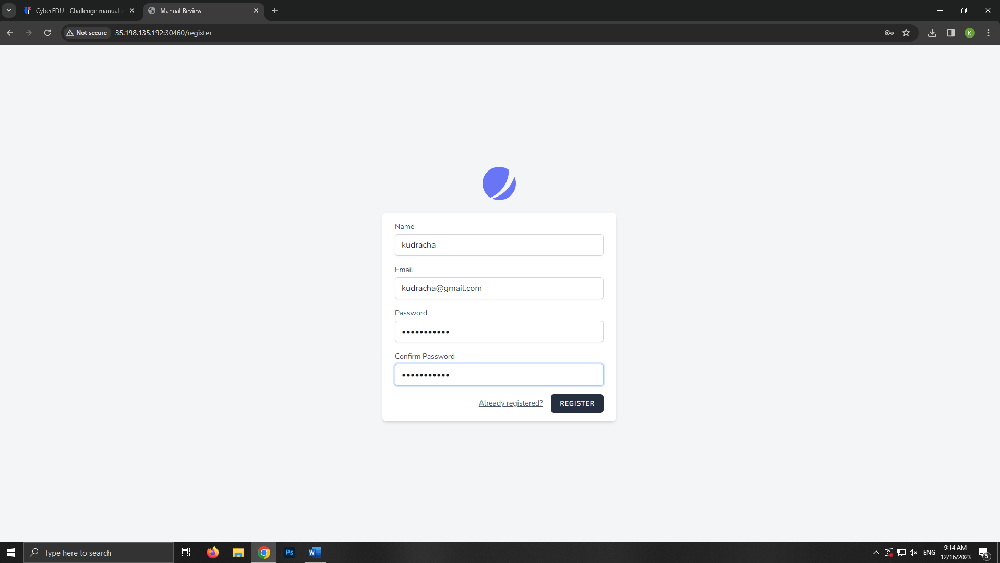 CyberEDU - Challenge manual-
Manual Review
Not secure
35.198.135.192:30460/register
K
Name
kudracha
Email
kudracha@gmail.com
Password
•••••••••••
Confirm Password
•••••••••••
Already registered?
REGISTER
Type here to search
Ps
W
ENG
9:14 AM
12/16/2023
5